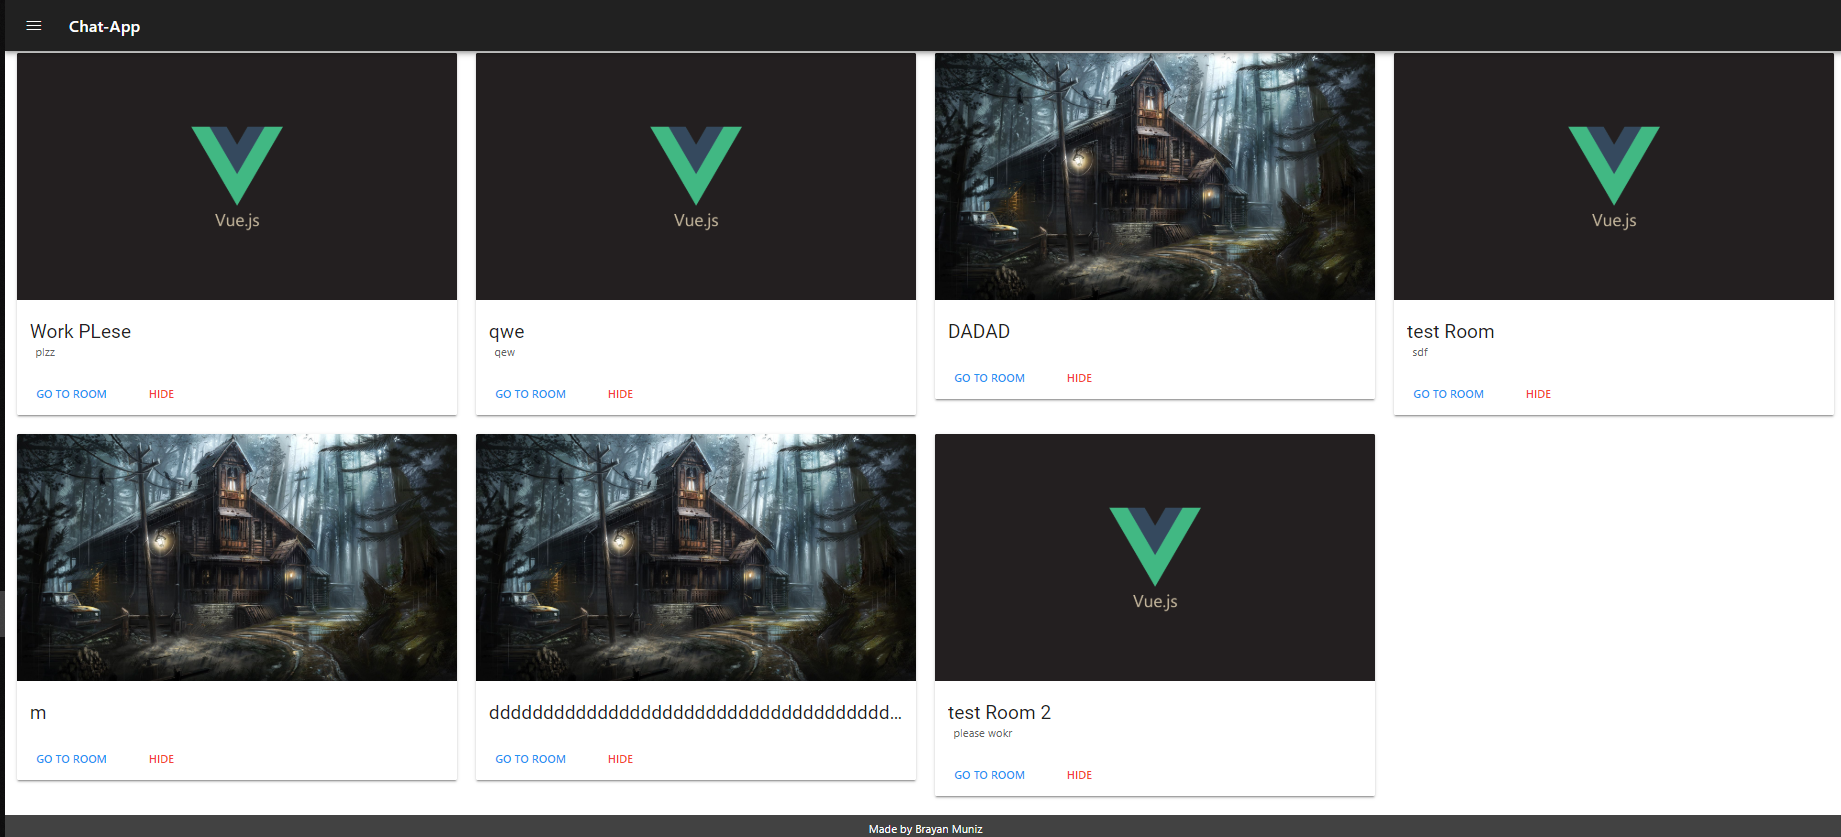 Chat-App
Vue.js
Vue.js
Vue.js
Work PLese
qwe
DADAD
test Room
plzz
qew
sdf
GO TO ROOM HIDE
GO TO ROOM HIDE
GO TO ROOM HIDE
GO TO ROOM HIDE
Vue.js
m
ddddddddddddddddddddddddddddddddddddd...
test Room 2
please wokr
GO TO ROOM HIDE
GO TO ROOM HIDE
GO TO ROOM HIDE
Made by Brayan Muniz